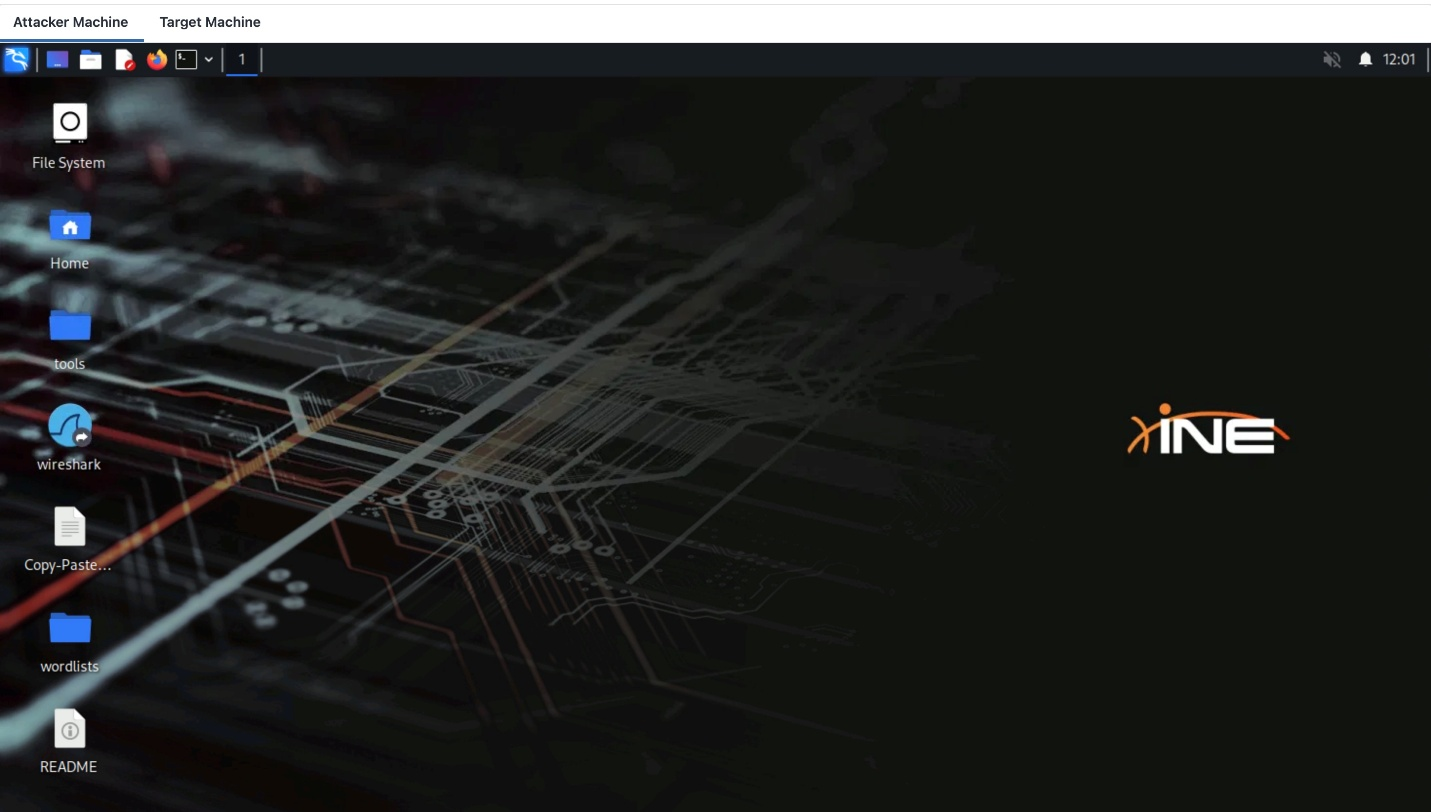 Attacker Machine Target Machine
1 12:01
File System
Home
tools
wireshark
INE
Copy-Paste...
wordlists
README